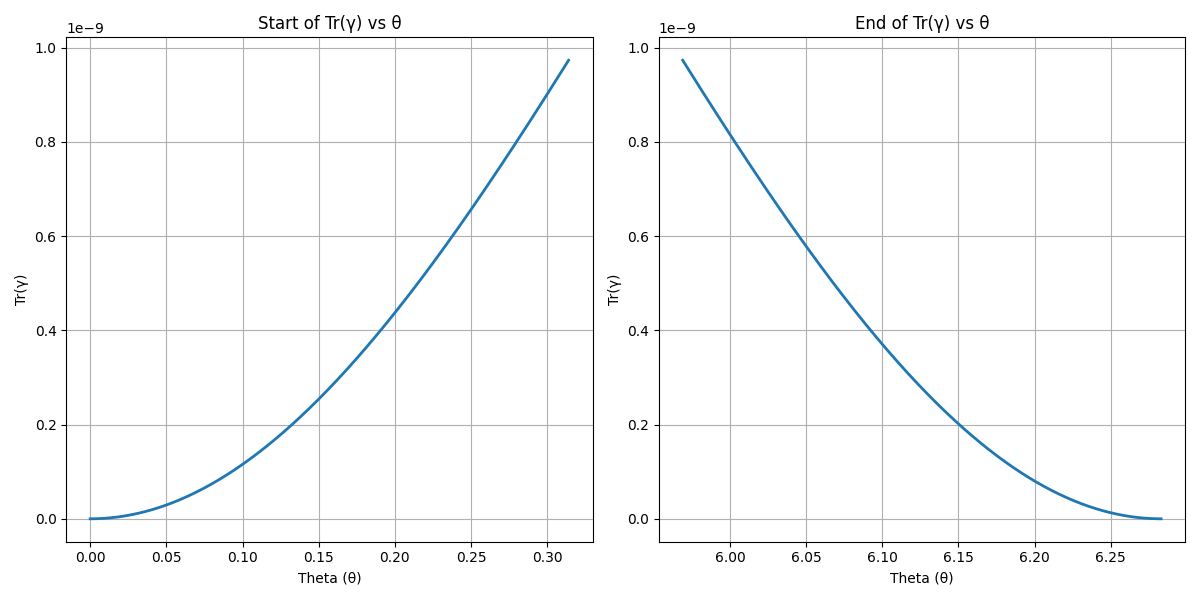 Start of Tr(γ) vs θ
1e−9
1.0
0.8
0.6
0.4
0.2
0.0
Tr(γ)
0.00 0.05 0.10 0.15 0.20 0.25 0.30
Theta (θ)
End of Tr(γ) vs θ
1e−9
1.0
0.8
0.6
0.4
0.2
0.0
Tr(γ)
6.00 6.05 6.10 6.15 6.20 6.25
Theta (θ)